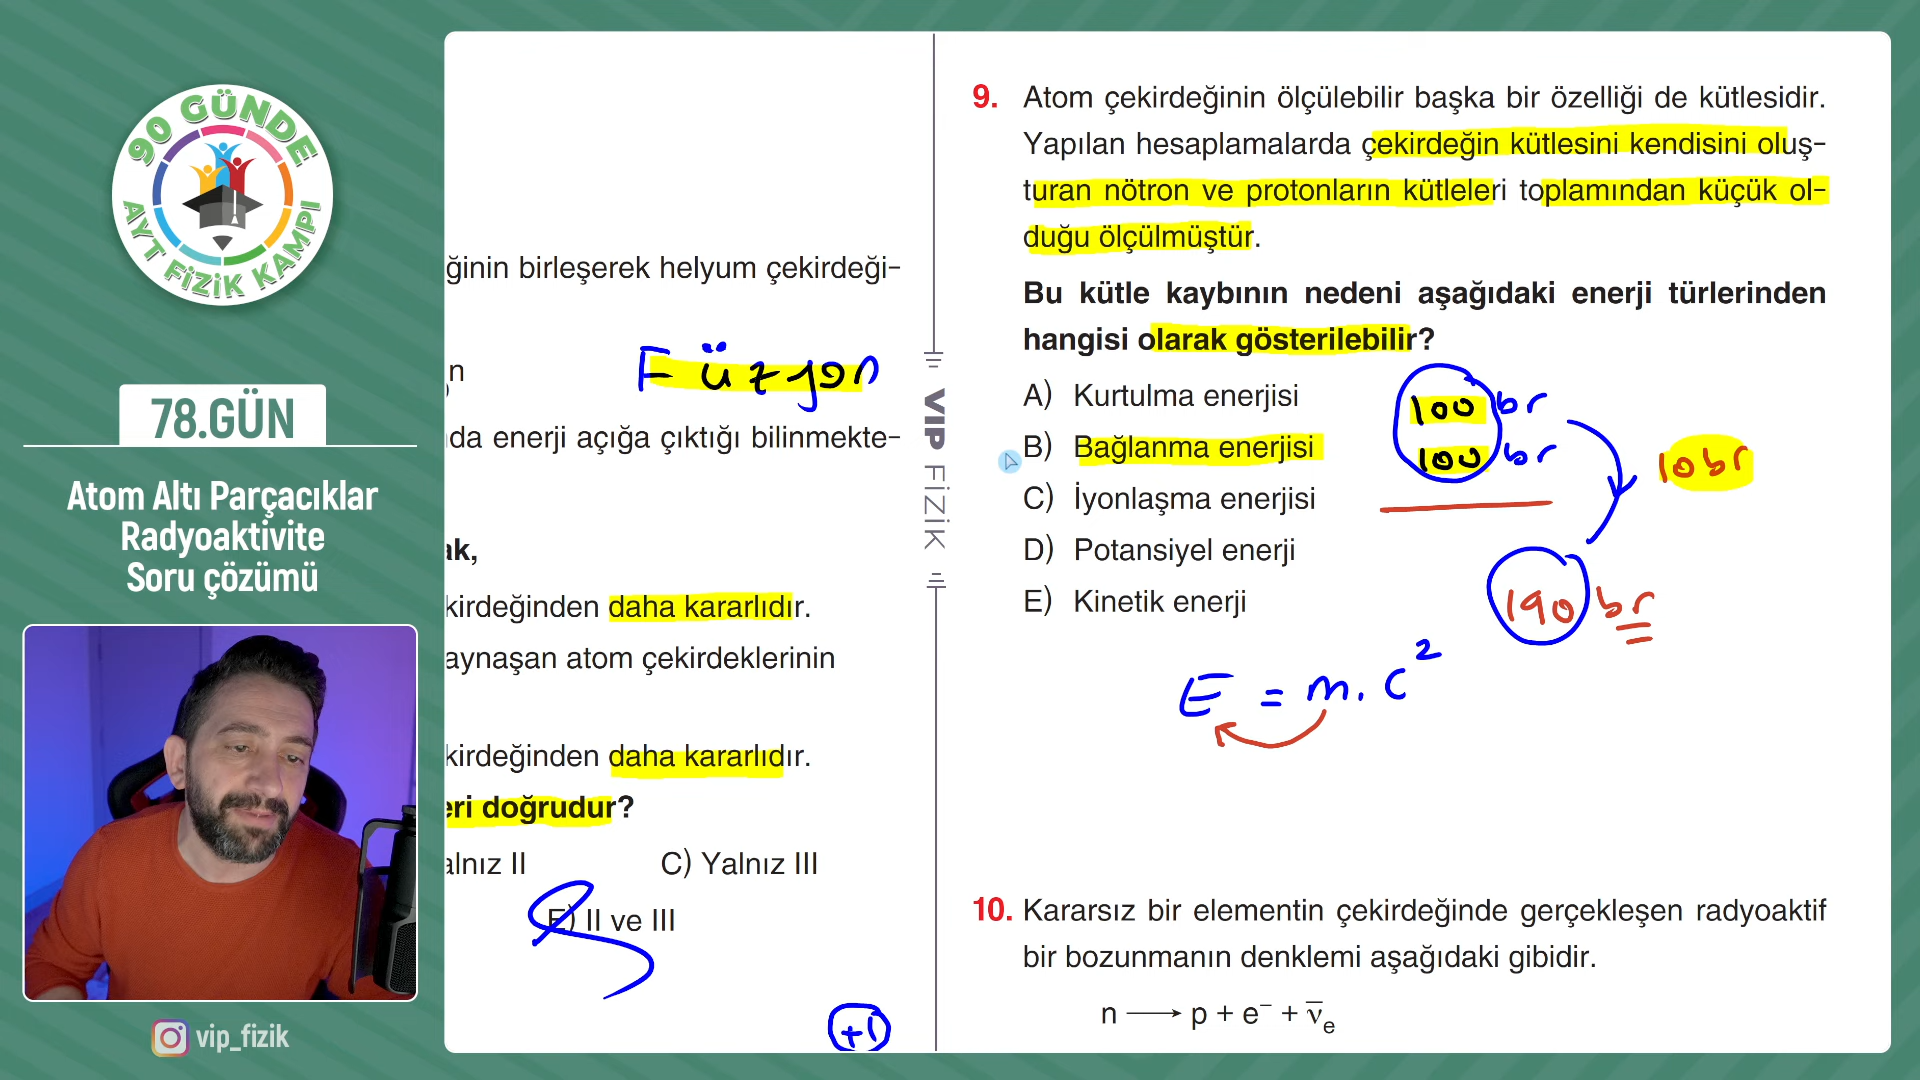 90 GÜNDE
AYT FİZİK KAMPI
78.GÜN
Atom Altı Parçacıklar
Radyoaktivite
Soru çözümü
vip_fizik
ğinin birleşerek helyum çekirdeği-
n
Füzyon
da enerji açığa çıktığı bilinmekte-
ak,
kirdeğinden daha kararlıdır.
aynaşan atom çekirdeklerinin
kirdeğinden daha kararlıdır.
eri doğrudur?
alnız II C) Yalnız III
E) II ve III
+1
VIP FİZİK
9. Atom çekirdeğinin ölçülebilir başka bir özelliği de kütlesidir.
Yapılan hesaplamalarda çekirdeğin kütlesini kendisini oluş-
turan nötron ve protonların kütleleri toplamından küçük ol-
duğu ölçülmüştür.
Bu kütle kaybının nedeni aşağıdaki enerji türlerinden
hangisi olarak gösterilebilir?
A) Kurtulma enerjisi
B) Bağlanma enerjisi
C) İyonlaşma enerjisi
D) Potansiyel enerji
E) Kinetik enerji
100 br
100 br
10br
190 br
E = m.c²
10. Kararsız bir elementin çekirdeğinde gerçekleşen radyoaktif
bir bozunmanın denklemi aşağıdaki gibidir.
n ⟶ p + e⁻ + ν̅ₑ